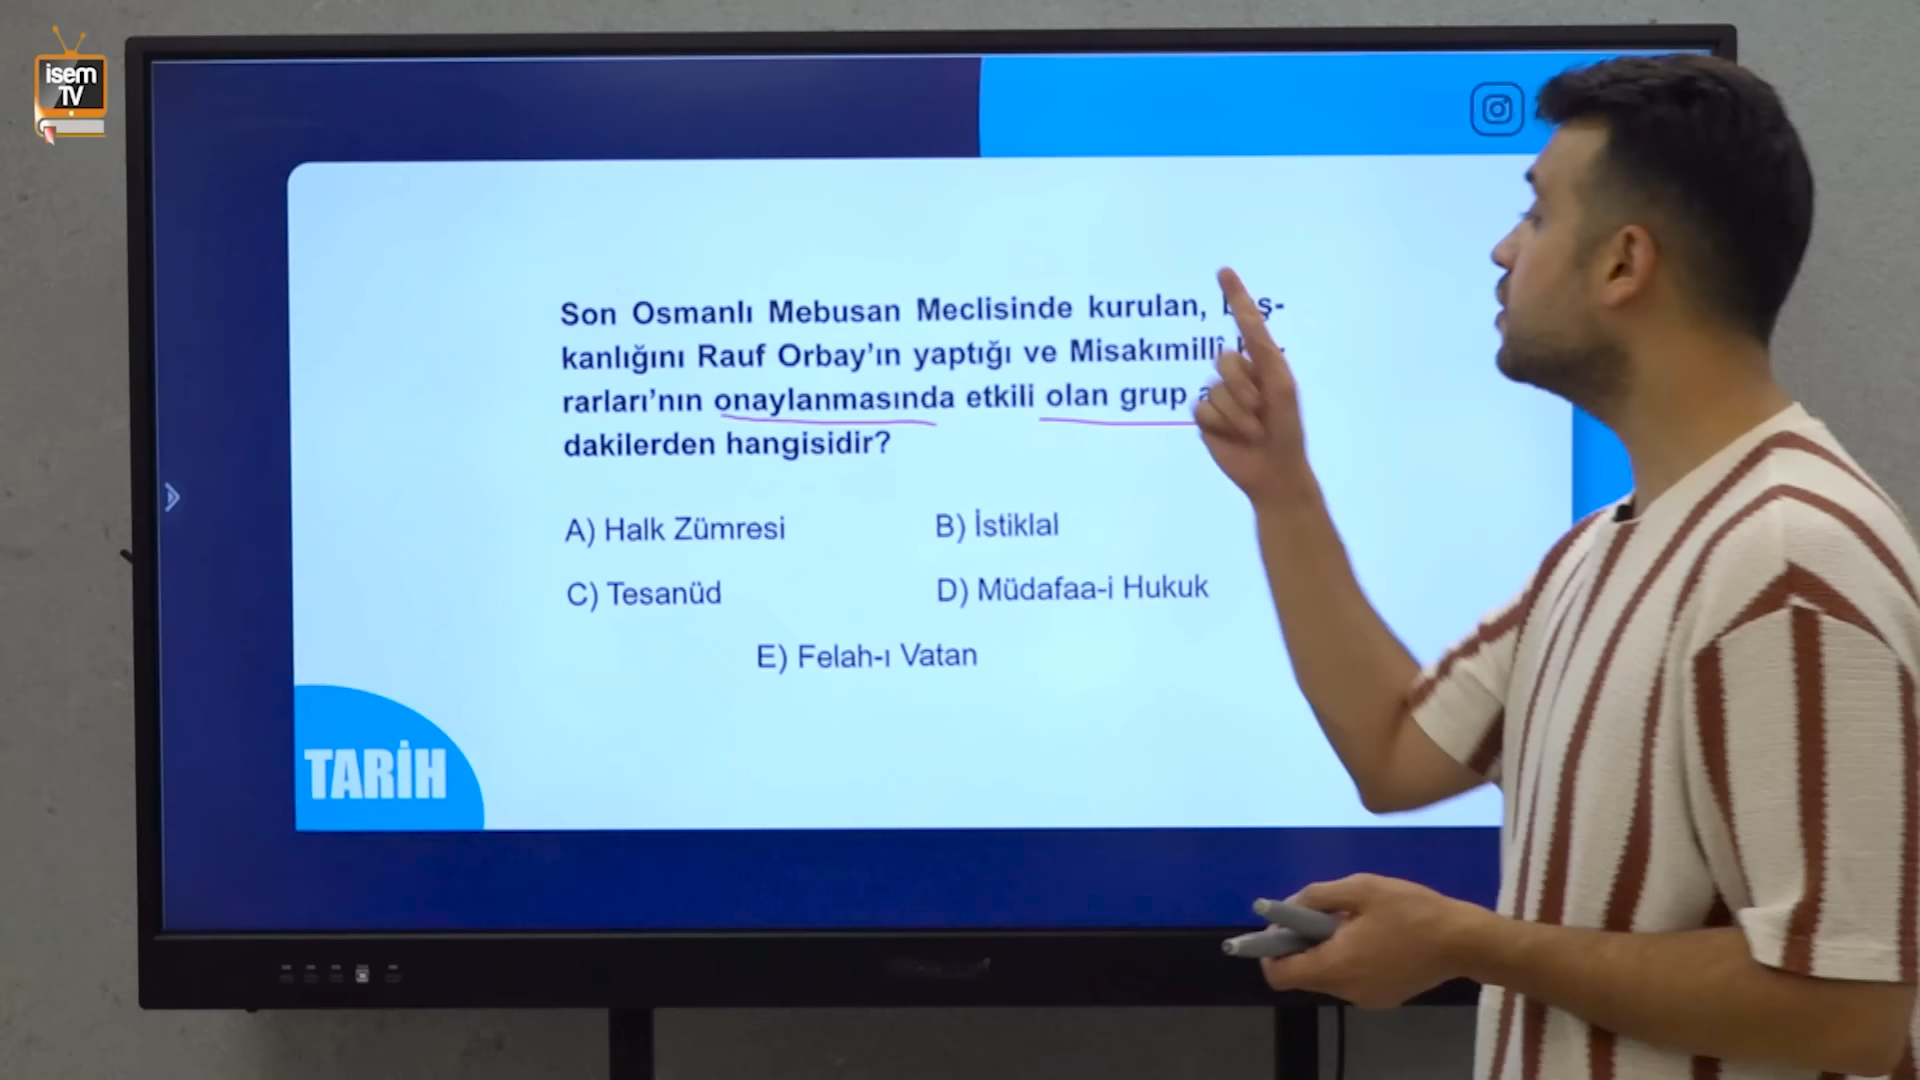 isem
TV
Son Osmanlı Mebusan Meclisinde kurulan,
kanlığını Rauf Orbay’ın yaptığı ve Misakımillî
rarları’nın onaylanmasında etkili olan grup
dakilerden hangisidir?
A) Halk Zümresi
B) İstiklal
C) Tesanüd
D) Müdafaa-i Hukuk
E) Felah-ı Vatan
TARİH